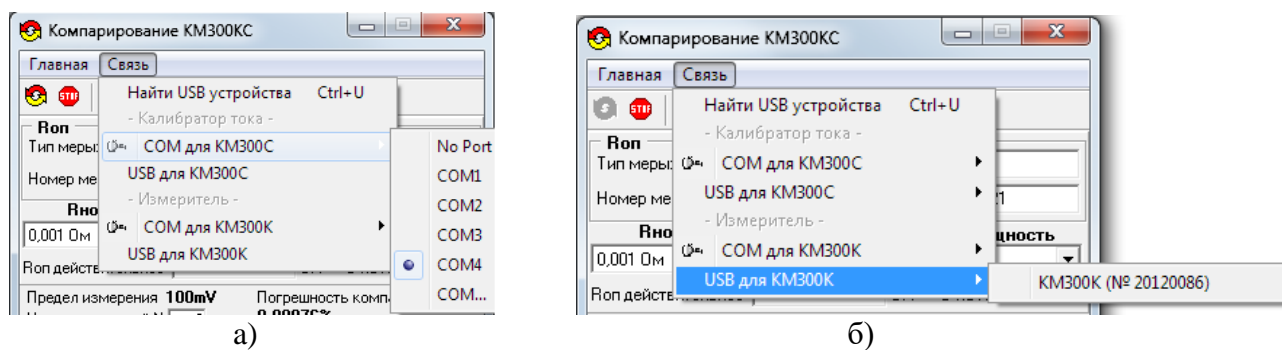 Компарирование КМ300КС
Главная Связь
Найти USB устройства Ctrl+U
- Калибратор тока -
Rоп
Тип меры:
COM для КМ300С
No Port
USB для КМ300С
COM1
Номер ме
- Измеритель -
COM2
Rно
COM для КМ300К
COM3
0,001 Ом
USB для КМ300К
COM4
Rоп действ
Предел измерения 100mV Погрешность комп
COM...
а)
Компарирование КМ300КС
Главная Связь
Найти USB устройства Ctrl+U
- Калибратор тока -
Rоп
Тип меры:
COM для КМ300С
USB для КМ300С
Номер ме
- Измеритель -
Rно
COM для КМ300К
щность
0,001 Ом
USB для КМ300К
КМ300К (№ 20120086)
Rоп действ
б)